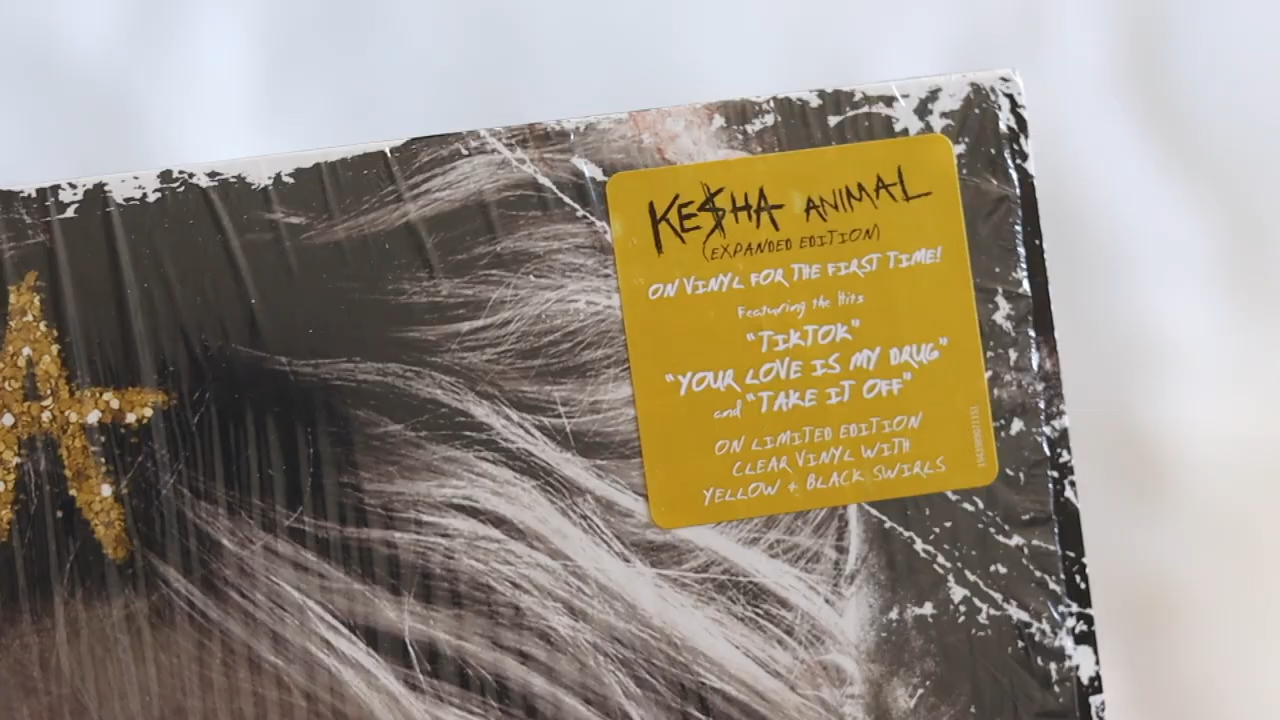 A
KE$HA ANIMAL
(EXPANDED EDITION)
ON VINYL FOR THE FIRST TIME!
Featuring the Hits
"TIKTOK"
"YOUR LOVE IS MY DRUG"
and "TAKE IT OFF"
ON LIMITED EDITION
CLEAR VINYL WITH
YELLOW + BLACK SWIRLS